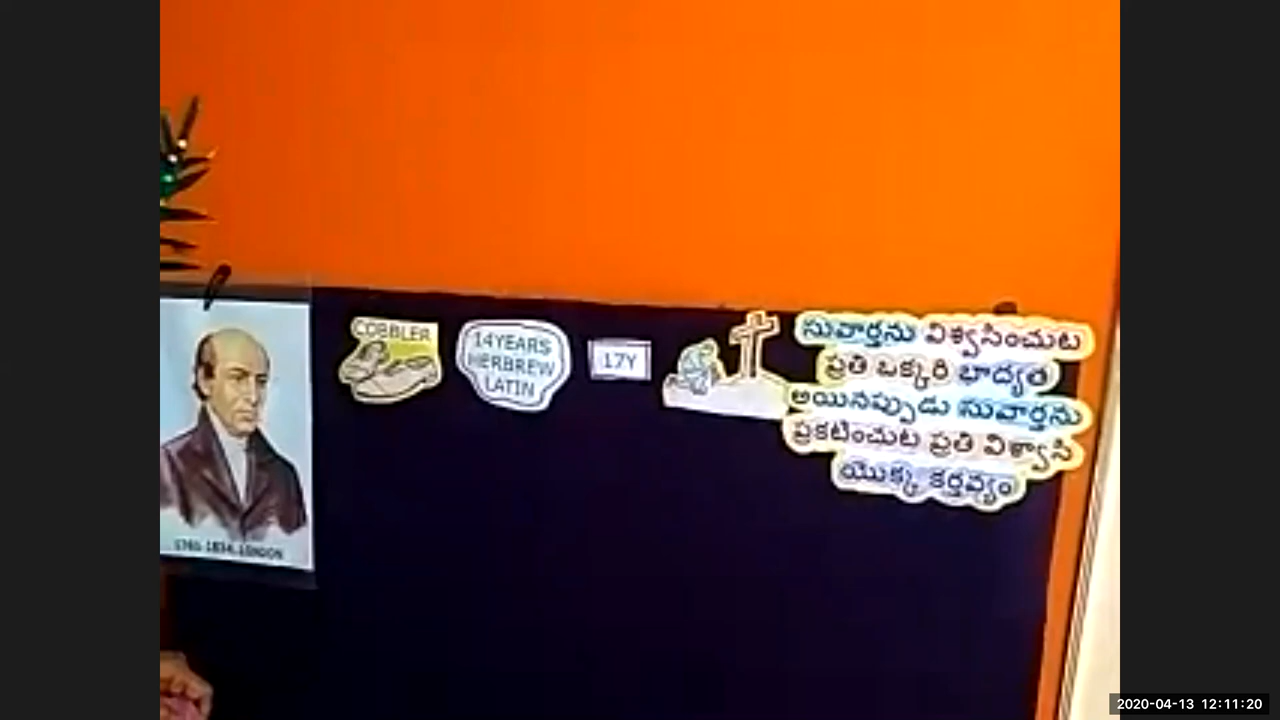 COBBLER
14YEARS
HERBREW
LATIN
17Y
సువార్తను విశ్వసించుట
ప్రతి ఒక్కరి భాద్యత
అయినప్పుడు సువార్తను
ప్రకటించుట ప్రతి విశ్వాసి
యొక్క కర్తవ్యం
1761-1834, LONDON
2020-04-13 12:11:20